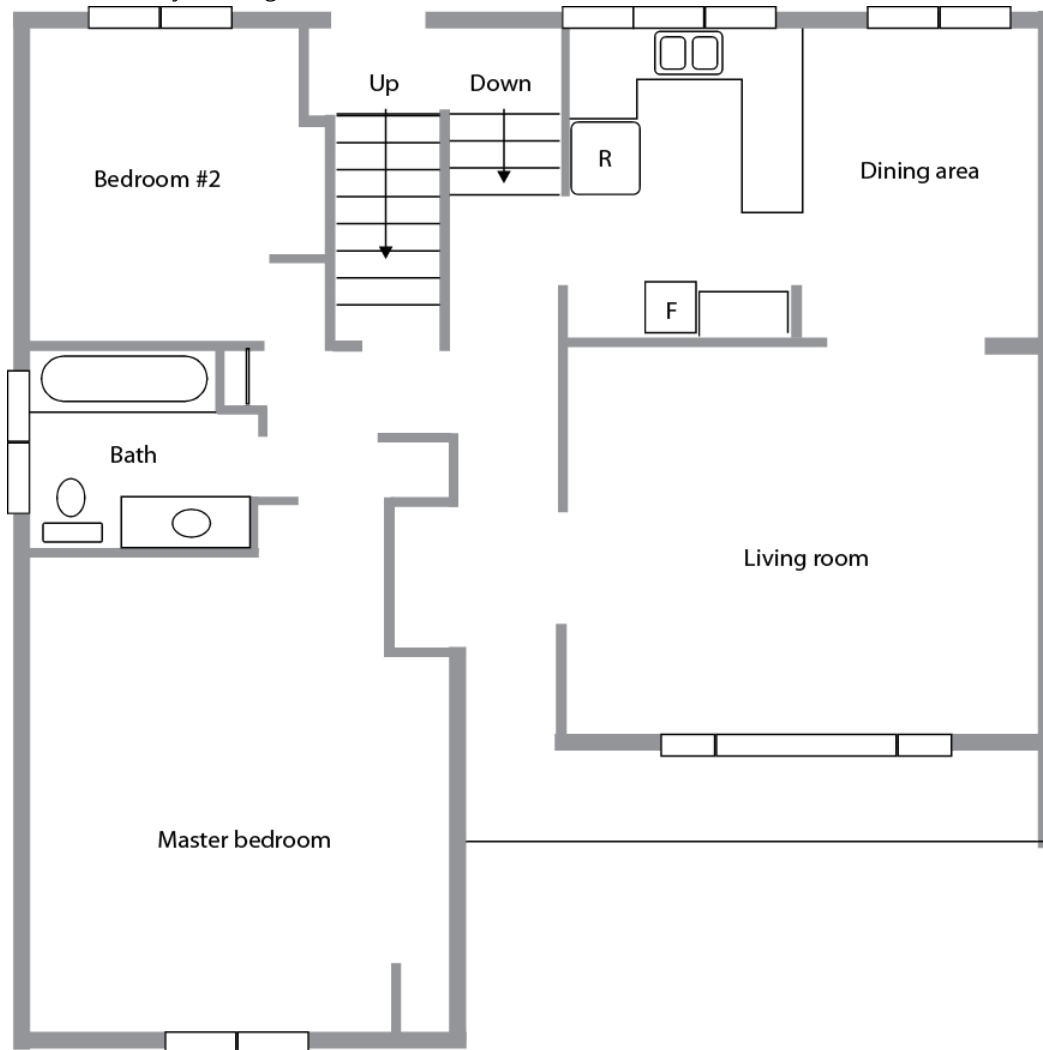 Up
Down
R
Bedroom #2
Dining area
F
Bath
Living room
Master bedroom